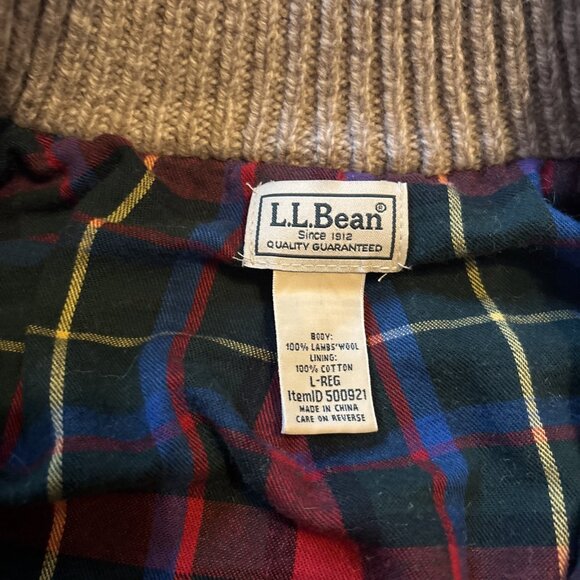 L.L.Bean®
Since 1912
QUALITY GUARANTEED
BODY:
100% LAMBS'WOOL
LINING:
100% COTTON
L-REG
ItemID 500921
MADE IN CHINA
CARE ON REVERSE